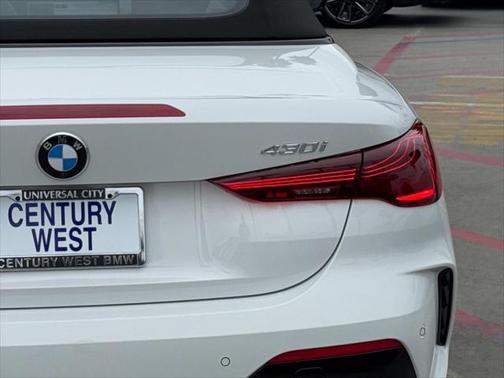 BMW
430i
UNIVERSAL CITY
CENTURY
WEST
CENTURY WEST BMW